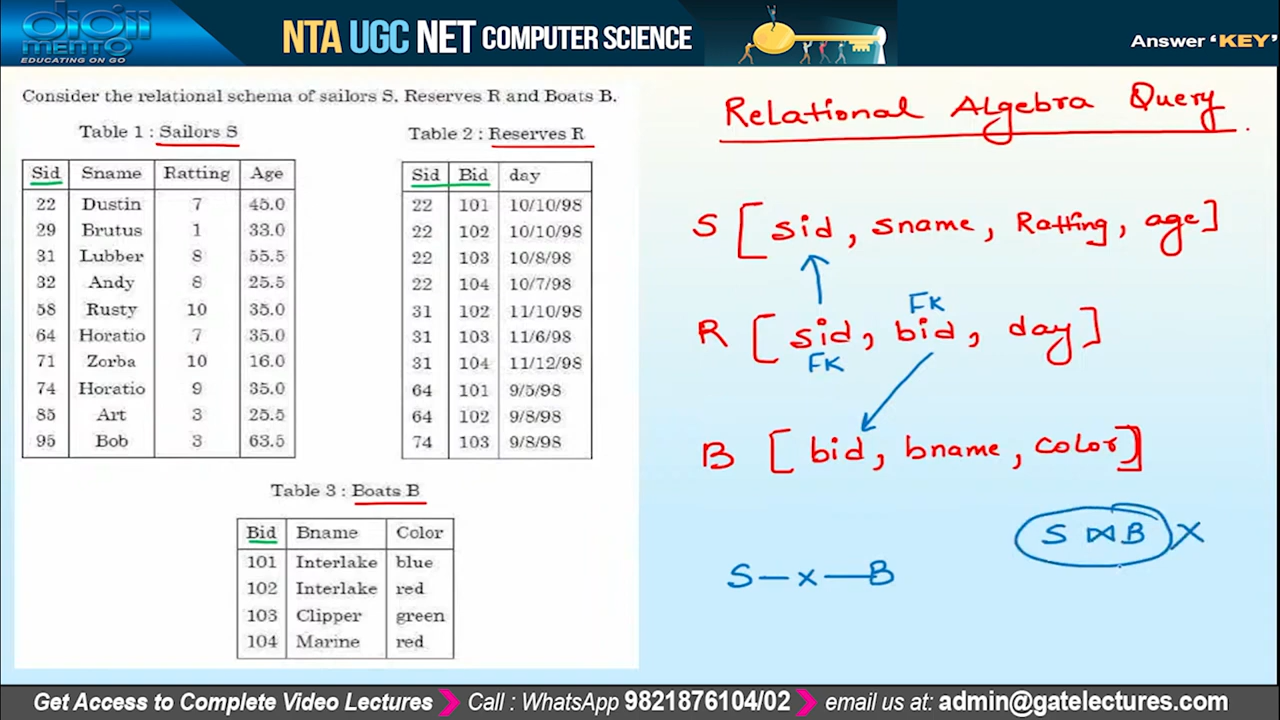 didji
MENTO
EDUCATING ON GO
NTA UGC NET COMPUTER SCIENCE
Answer ‘KEY’
Consider the relational schema of sailors S. Reserves R and Boats B.
Table 1 : Sailors S
Sid Sname Ratting Age
22 Dustin 7 45.0
29 Brutus 1 33.0
31 Lubber 8 55.5
32 Andy 8 25.5
58 Rusty 10 35.0
64 Horatio 7 35.0
71 Zorba 10 16.0
74 Horatio 9 35.0
85 Art 3 25.5
95 Bob 3 63.5
Table 2 : Reserves R
Sid Bid day
22 101 10/10/98
22 102 10/10/98
22 103 10/8/98
22 104 10/7/98
31 102 11/10/98
31 103 11/6/98
31 104 11/12/98
64 101 9/5/98
64 102 9/8/98
74 103 9/8/98
Table 3 : Boats B
Bid Bname Color
101 Interlake blue
102 Interlake red
103 Clipper green
104 Marine red
Relational Algebra Query
S [sid, sname, Ratting, age]
FK
R [sid, bid, day]
FK
B [bid, bname, color]
S ⋈ B X
S — x — B
Get Access to Complete Video Lectures Call : WhatsApp 9821876104/02 email us at: admin@gatelectures.com